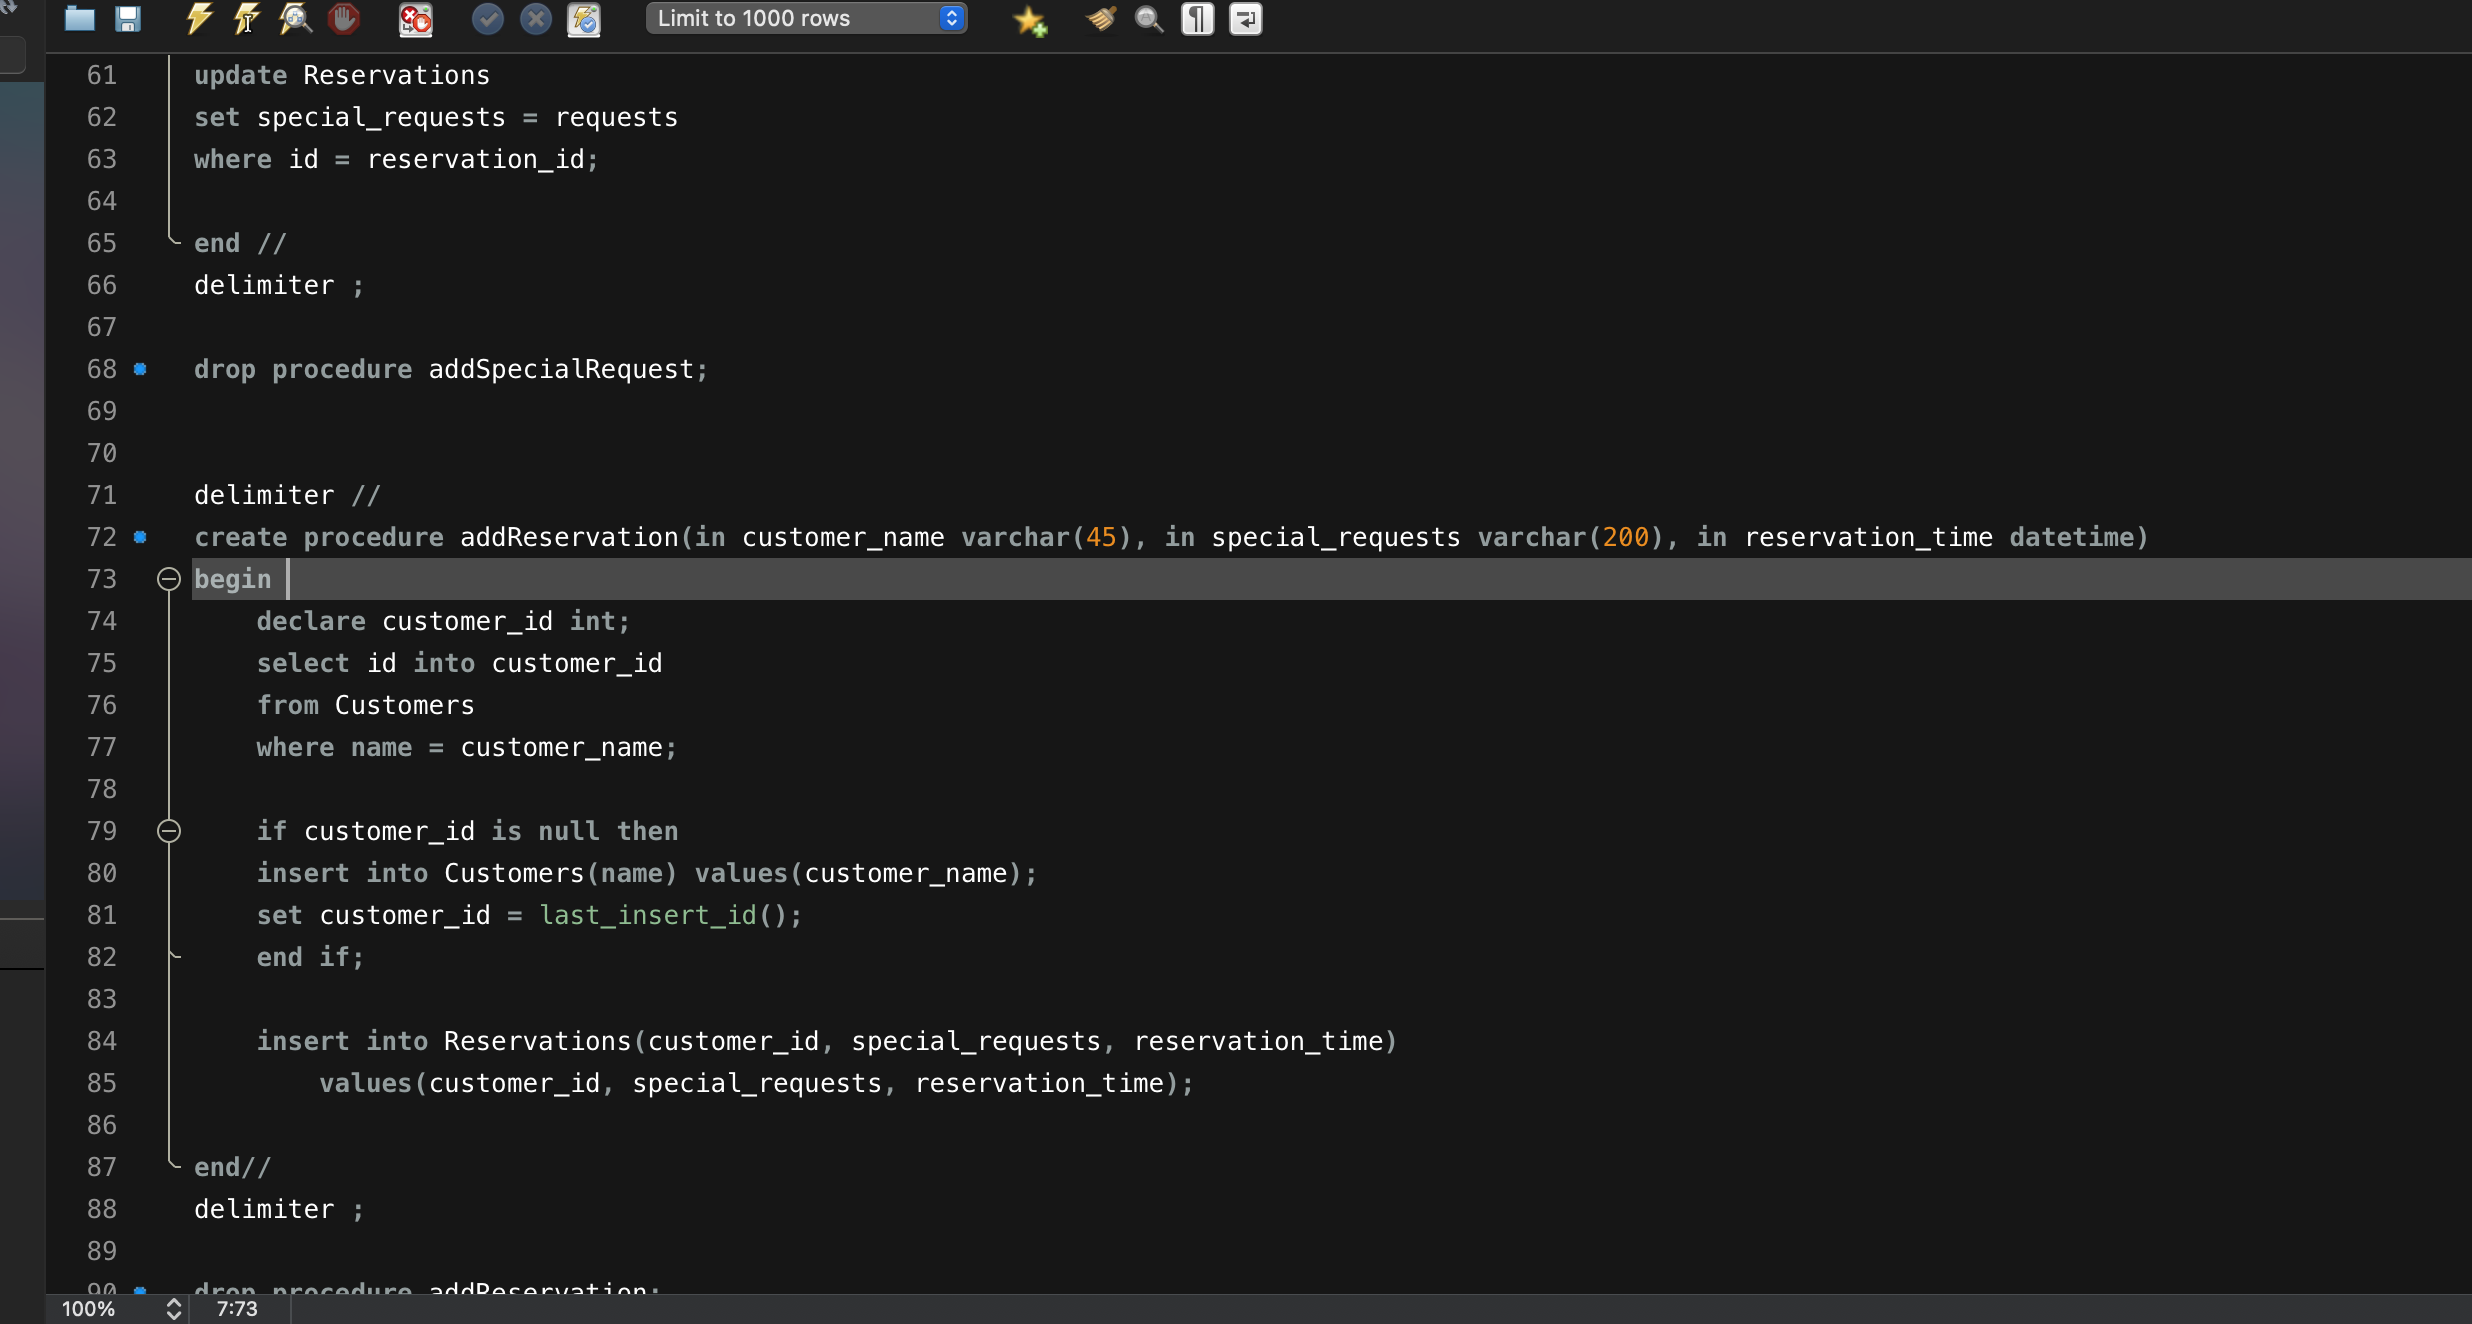 Limit to 1000 rows
61 update Reservations
62 set special_requests = requests
63 where id = reservation_id;
64
65 end //
66 delimiter ;
67
68 drop procedure addSpecialRequest;
69
70
71 delimiter //
72 create procedure addReservation(in customer_name varchar(45), in special_requests varchar(200), in reservation_time datetime)
73 begin
74 declare customer_id int;
75 select id into customer_id
76 from Customers
77 where name = customer_name;
78
79 if customer_id is null then
80 insert into Customers(name) values(customer_name);
81 set customer_id = last_insert_id();
82 end if;
83
84 insert into Reservations(customer_id, special_requests, reservation_time)
85 values(customer_id, special_requests, reservation_time);
86
87 end//
88 delimiter ;
89
90 drop procedure addReservation;
100% 7:73